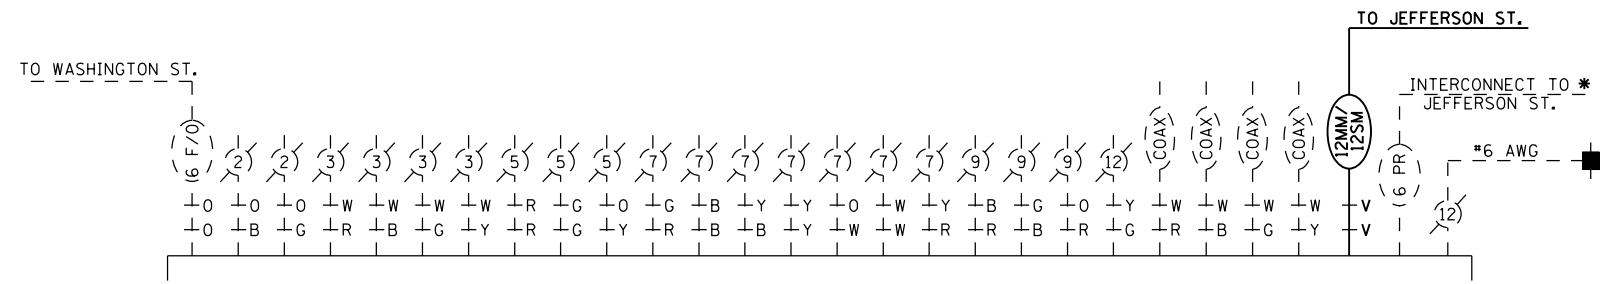 TO JEFFERSON ST.
TO WASHINGTON ST.
INTERCONNECT TO *
JEFFERSON ST.
#6 AWG
6 F/O 2 2 3 3 3 3 5 5 5 7 7 7 7 7 7 7 9 9 9 12 COAX COAX COAX COAX 12MM/
12SM
6 PR
12
O O O W W W W R G O G B Y Y O W Y B G O Y W W W W V
O B G R B G Y R G Y R B B Y W W R R B R G R B G Y V